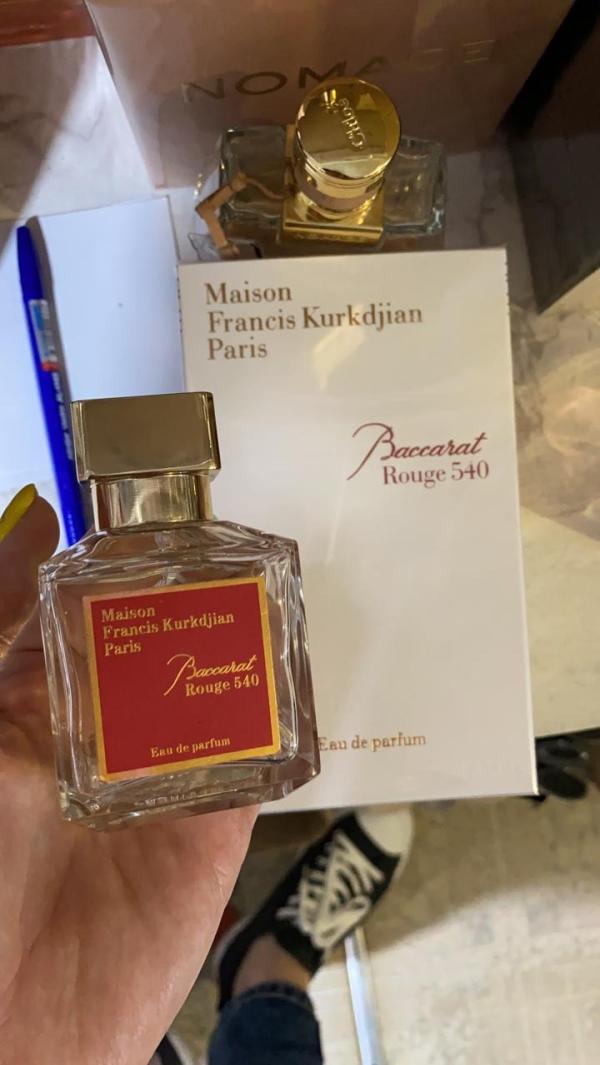 NOMADE
Chloé
Maison
Francis Kurkdjian
Paris
Baccarat
Rouge 540
Eau de parfum
Maison
Francis Kurkdjian
Paris
Baccarat
Rouge 540
Eau de parfum